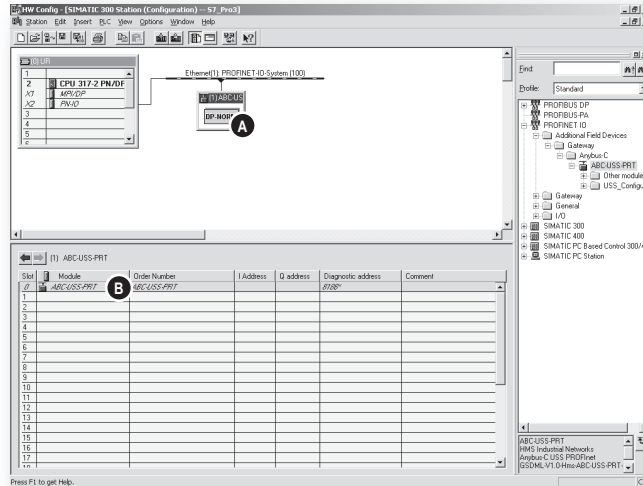 HW Config - [SIMATIC 300 Station (Configuration) -- S7_Pro3]
Station Edit Insert PLC View Options Window Help
(0) UR
1
2 CPU 317-2 PN/DP
X1 MPI/DP
X2 PN-IO
3
4
5
6
Ethernet(1): PROFINET-IO-System (100)
(1) ABC-US
DP-NOR
A
Find:
Profile: Standard
PROFIBUS DP
PROFIBUS-PA
PROFINET IO
Additional Field Devices
Gateway
Anybus-C
ABC-USS-PRT
Other module
USS_Configu
Gateway
General
I/O
SIMATIC 300
SIMATIC 400
SIMATIC PC Based Control 300/4
SIMATIC PC Station
(1) ABC-USS-PRT
Slot Module Order Number I Address Q address Diagnostic address Comment
0 ABC-USS-PRT B ABC-USS-PRT 8186*
1
2
3
4
5
6
7
8
9
10
11
12
13
14
15
16
17
18
ABC-USS-PRT
HMS Industrial Networks
Anybus-C USS PROFInet
GSDML-V1.0-Hms-ABC-USS-PRT-
Press F1 to get Help.